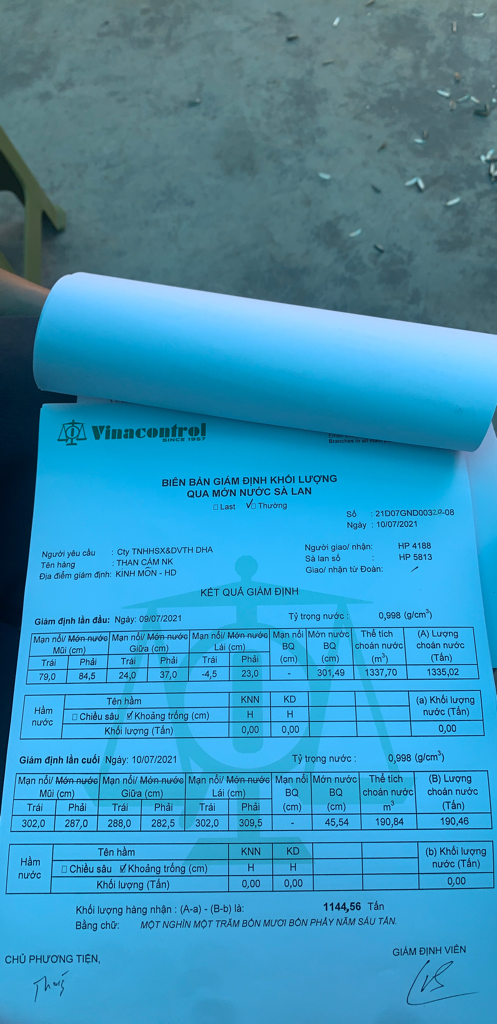 Vinacontrol
SINCE 1957
BIÊN BẢN GIÁM ĐỊNH KHỐI LƯỢNG
QUA MỚN NƯỚC SÀ LAN
□ Last ☑ Thường
Số : 21D07GND00320-08
Ngày : 10/07/2021
Người yêu cầu : Cty TNHHSX&DVTH DHA Người giao/ nhận: HP 4188
Tên hàng : THAN CÁM NK Sà lan số : HP 5813
Địa điểm giám định: KINH MÔN - HD Giao/ nhận từ Đoàn:
KẾT QUẢ GIÁM ĐỊNH
Giám định lần đầu: Ngày: 09/07/2021 Tỷ trọng nước : 0,998 (g/cm³)
Mạn nổi/ Mớn nước Mạn nổi/ Mớn nước Mạn nổi/ Mớn nước Mạn nổi Mớn nước Thể tích (A) Lượng
Mũi (cm) Giữa (cm) Lái (cm) BQ BQ choán nước choán nước
Trái Phải Trái Phải Trái Phải (cm) (cm) (m³) (Tấn)
79,0 84,5 24,0 37,0 -4,5 23,0 - 301,49 1337,70 1335,02
Hầm nước Tên hầm KNN KD (a) Khối lượng
□ Chiều sâu ☑ Khoảng trống (cm) H H nước (Tấn)
Khối lượng (Tấn) 0,00 0,00 0,00
Giám định lần cuối Ngày: 10/07/2021 Tỷ trọng nước : 0,998 (g/cm³)
Mạn nổi/ Mớn nước Mạn nổi/ Mớn nước Mạn nổi/ Mớn nước Mạn nổi Mớn nước Thể tích (B) Lượng
Mũi (cm) Giữa (cm) Lái (cm) BQ BQ choán nước choán nước
Trái Phải Trái Phải Trái Phải (cm) (cm) m³ (Tấn)
302,0 287,0 288,0 282,5 302,0 309,5 - 45,54 190,84 190,46
Hầm nước Tên hầm KNN KD (b) Khối lượng
□ Chiều sâu ☑ Khoảng trống (cm) H H nước (Tấn)
Khối lượng (Tấn) 0,00 0,00 0,00
Khối lượng hàng nhận : (A-a) - (B-b) là: 1144,56 Tấn
Bằng chữ: MỘT NGHÌN MỘT TRĂM BỐN MƯƠI BỐN PHẨY NĂM SÁU TẤN.
CHỦ PHƯƠNG TIỆN, GIÁM ĐỊNH VIÊN